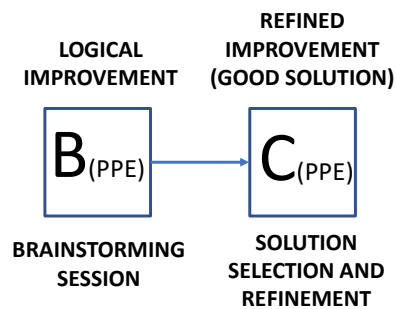 LOGICAL
IMPROVEMENT
REFINED
IMPROVEMENT
(GOOD SOLUTION)
B(PPE)
C(PPE)
BRAINSTORMING
SESSION
SOLUTION
SELECTION AND
REFINEMENT